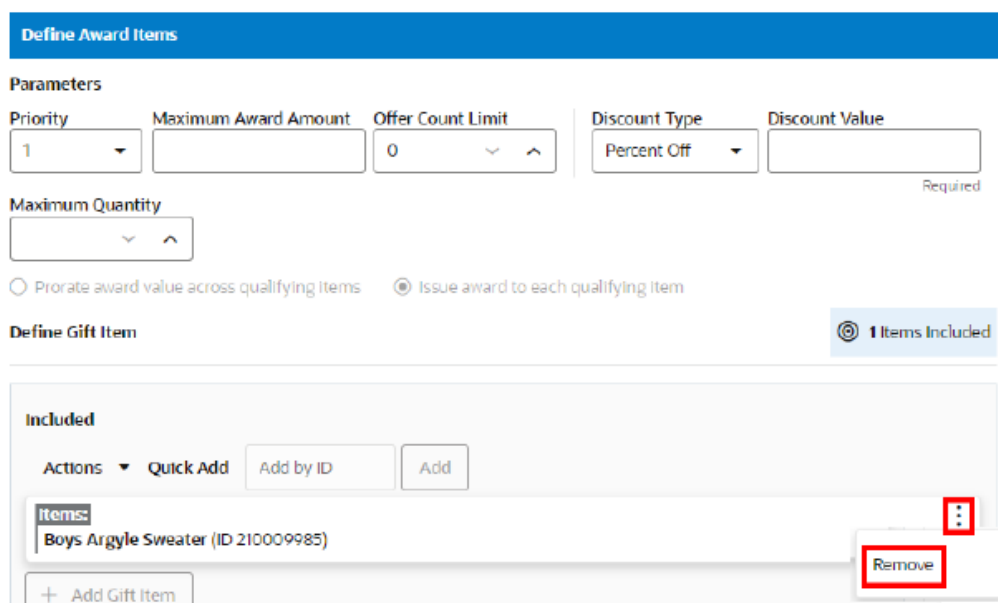 Define Award Items
Parameters
Priority Maximum Award Amount Offer Count Limit Discount Type Discount Value
1 0 Percent Off
Required
Maximum Quantity
Prorate award value across qualifying items Issue award to each qualifying item
Define Gift Item 1 Items Included
Included
Actions Quick Add Add by ID Add
Items:
Boys Argyle Sweater (ID 210009985)
Remove
+ Add Gift Item